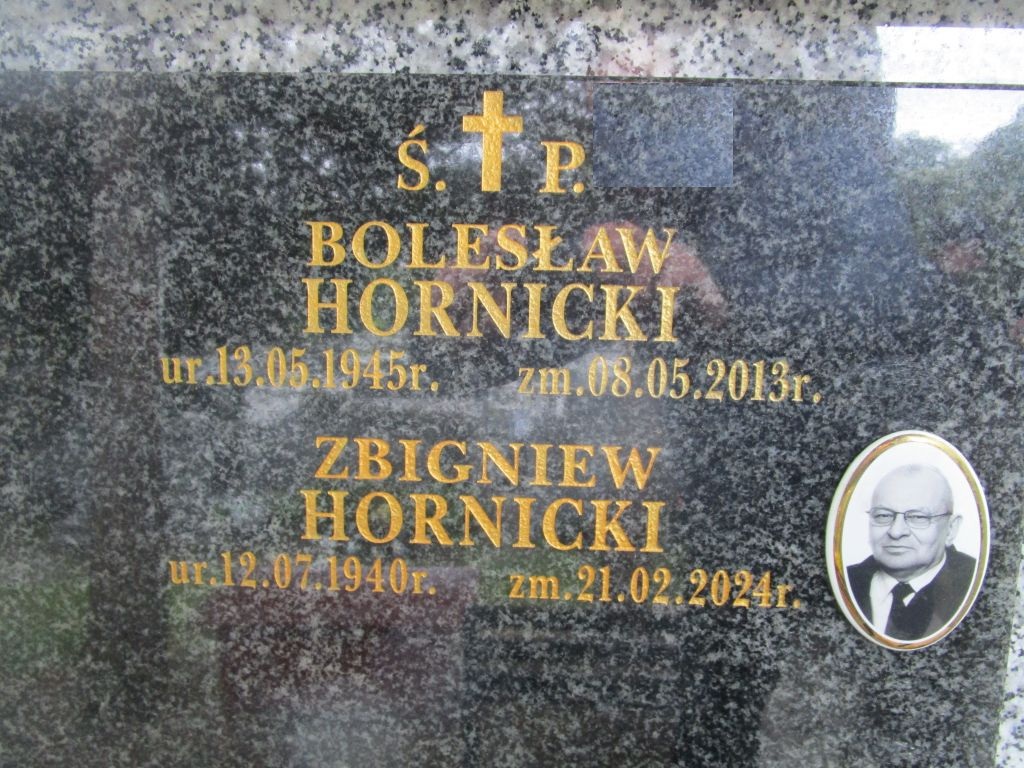 Ś. P.
BOLESŁAW
HORNICKI
ur.13.05.1945r. zm.08.05.2013r.
ZBIGNIEW
HORNICKI
ur.12.07.1940r. zm.21.02.2024r.